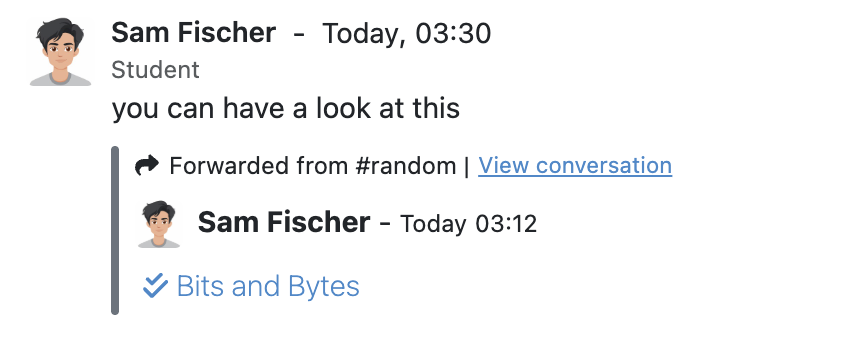 Sam Fischer - Today, 03:30
Student
you can have a look at this
Forwarded from #random | View conversation
Sam Fischer - Today 03:12
Bits and Bytes